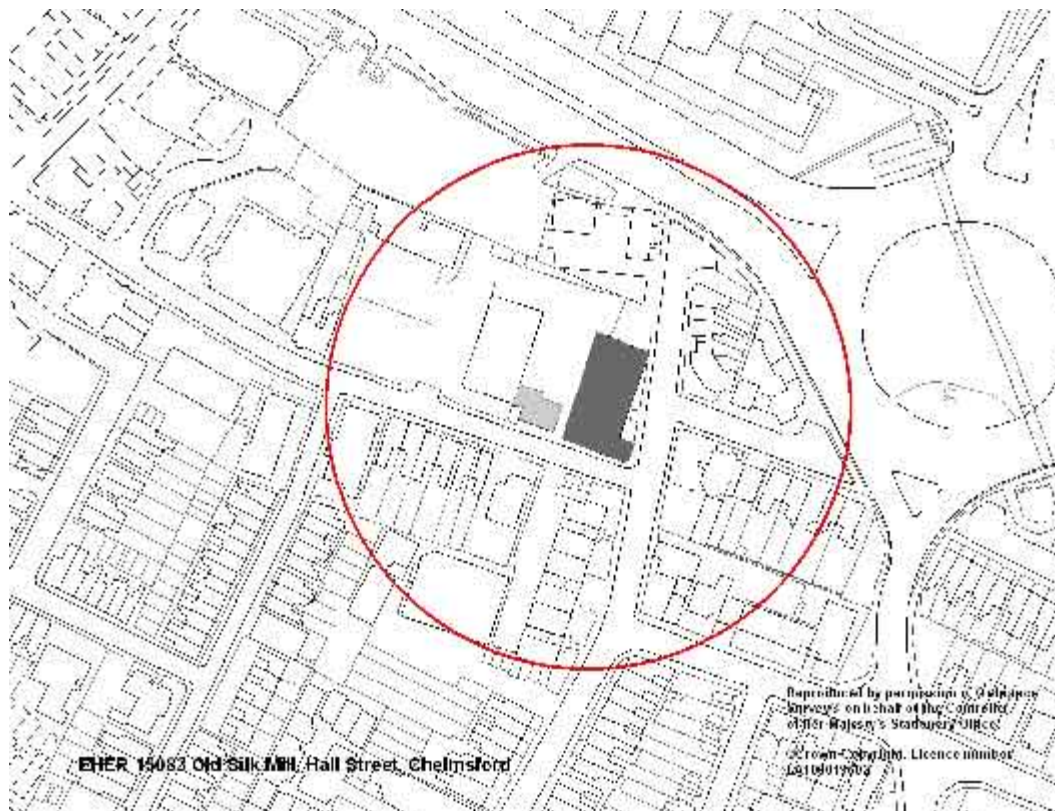 Reproduced by permission of Ordnance
Survey on behalf of the Controller
of Her Majesty's Stationery Office
© Crown Copyright. Licence number
EHER 15083 Old Silk Mill, Hall Street, Chelmsford